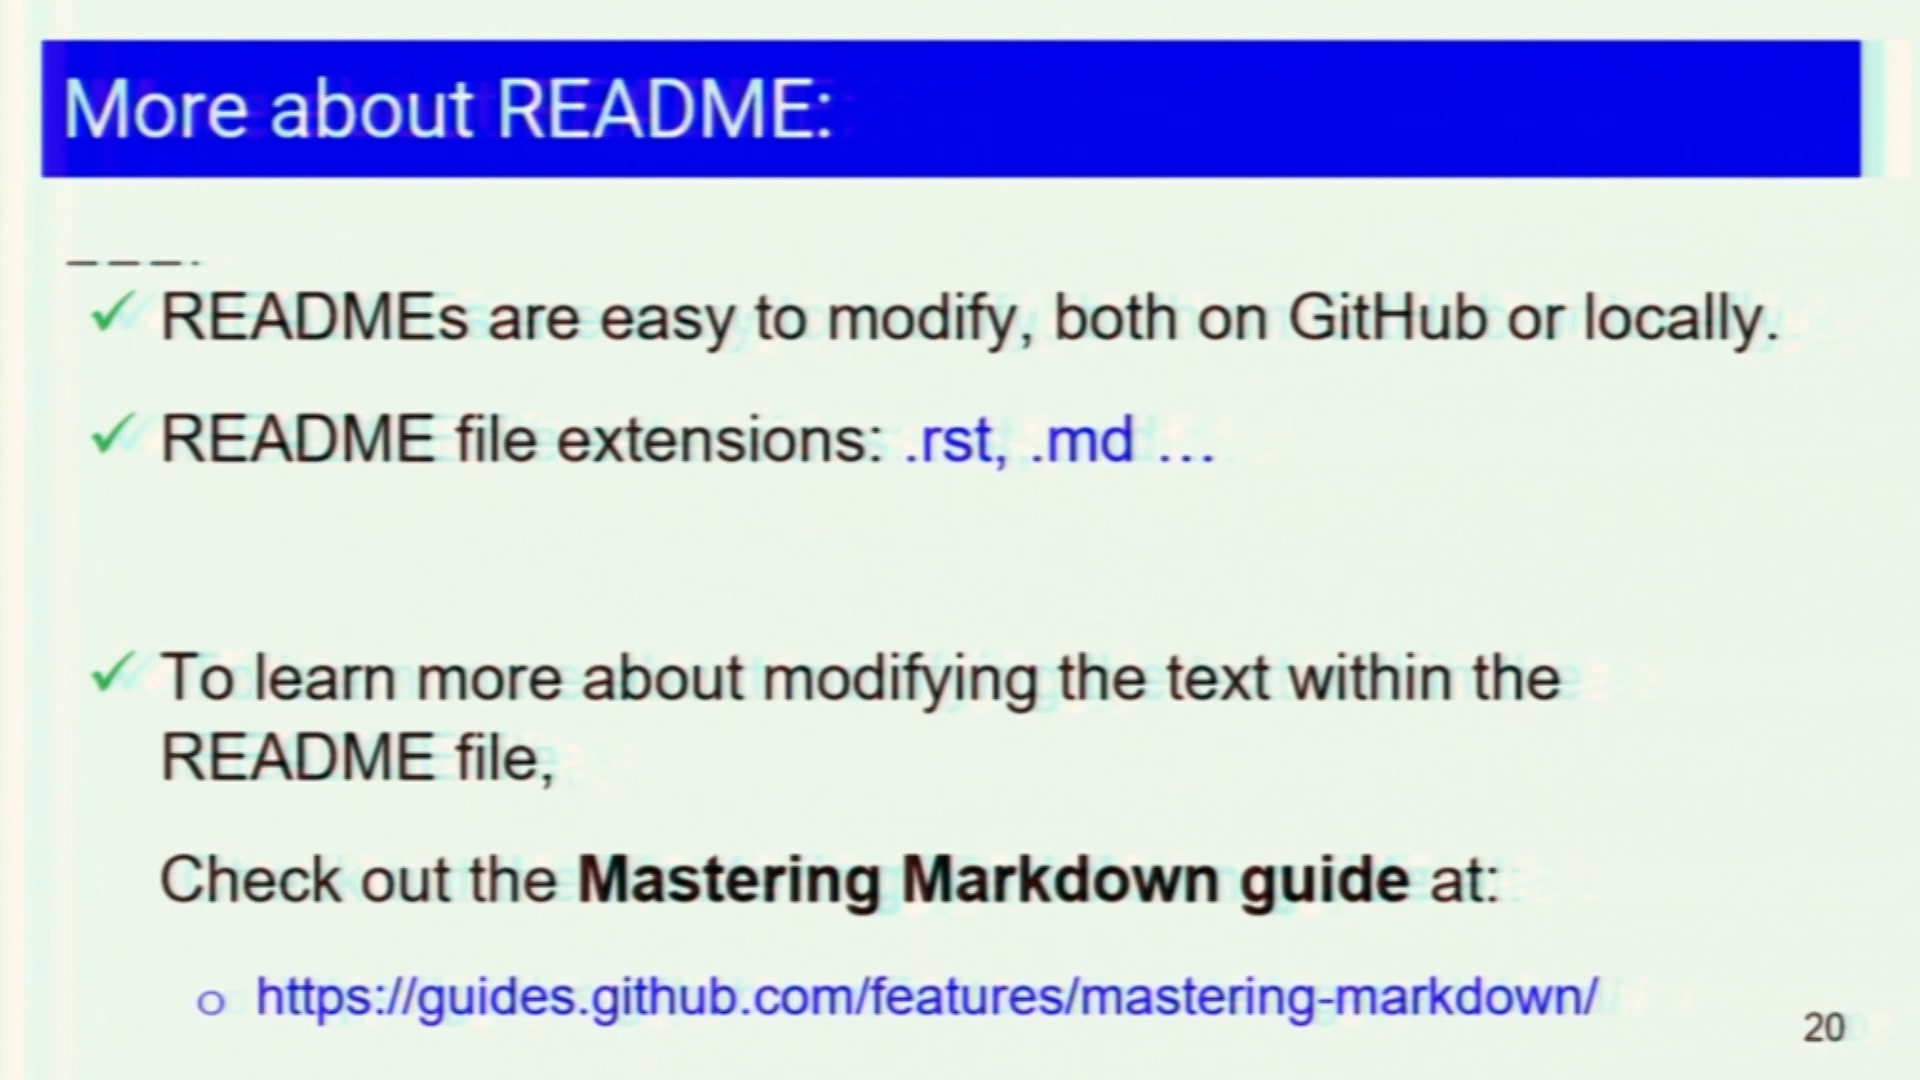 More about README:
✓ READMEs are easy to modify, both on GitHub or locally.
✓ README file extensions: .rst, .md …
✓ To learn more about modifying the text within the
README file,
Check out the Mastering Markdown guide at:
o https://guides.github.com/features/mastering-markdown/
20